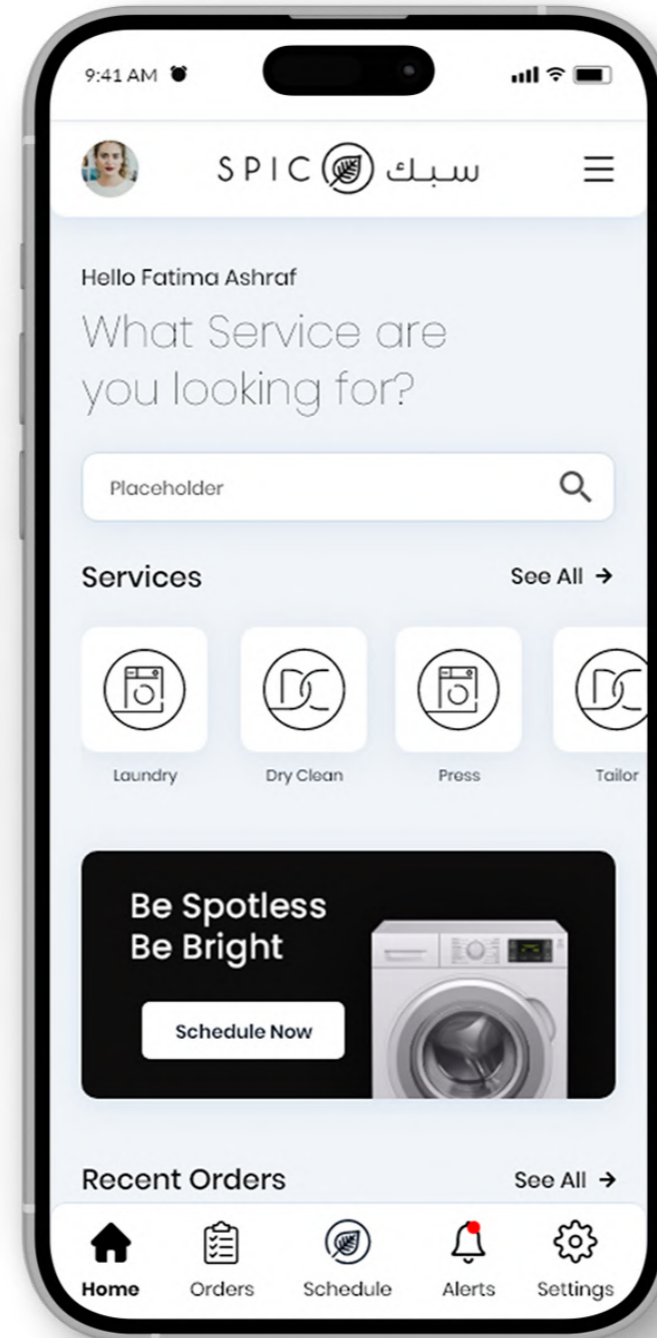 9:41 AM
SPIC سبك
Hello Fatima Ashraf
What Service are
you looking for?
Placeholder
Services
See All →
Laundry
Dry Clean
Press
Tailor
Be Spotless
Be Bright
Schedule Now
Recent Orders
See All →
Home
Orders
Schedule
Alerts
Settings